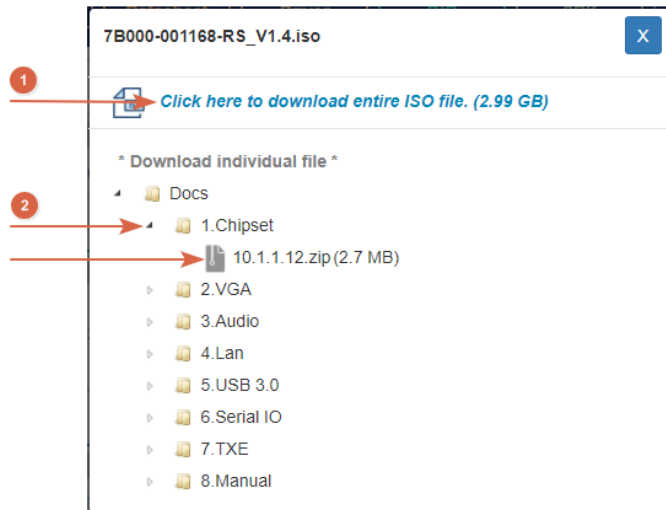 7B000-001168-RS_V1.4.iso
X
1
Click here to download entire ISO file. (2.99 GB)
* Download individual file *
Docs
2
1.Chipset
10.1.1.12.zip (2.7 MB)
2.VGA
3.Audio
4.Lan
5.USB 3.0
6.Serial IO
7.TXE
8.Manual